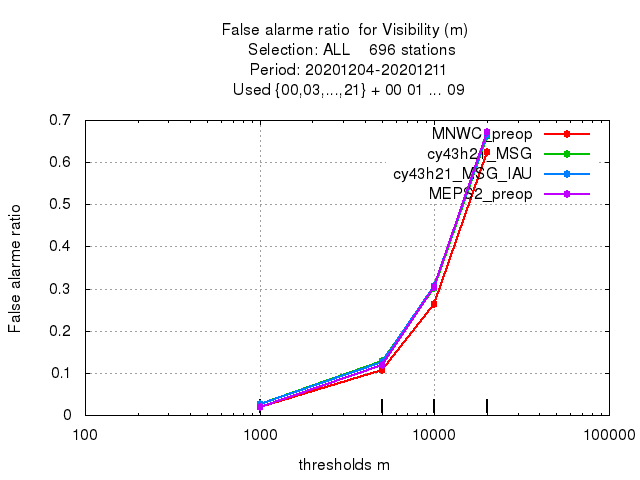 False alarme ratio  for Visibility (m)
Selection: ALL    696 stations
Period: 20201204-20201211
Used {00,03,...,21} + 00 01 ... 09
0.7
0.6
0.5
0.4
0.3
0.2
0.1
0
False alarme ratio
MNWC_preop
cy43h21_MSG
cy43h21_MSG_IAU
MEPS2_preop
100
1000
10000
100000
thresholds m